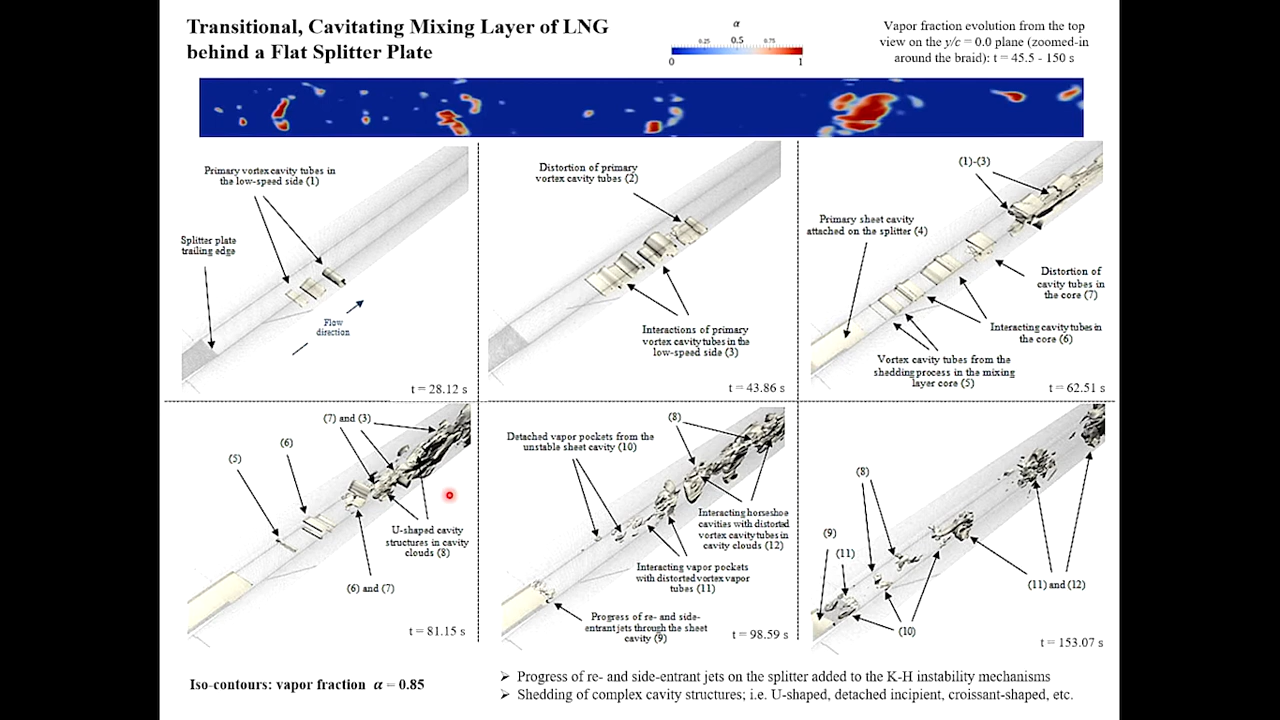 Transitional, Cavitating Mixing Layer of LNG
behind a Flat Splitter Plate
α
0.25 0.5 0.75
0 1
Vapor fraction evolution from the top
view on the y/c = 0.0 plane (zoomed-in
around the braid): t = 45.5 - 150 s
Primary vortex cavity tubes in
the low-speed side (1)
Splitter plate
trailing edge
Flow
direction
t = 28.12 s
Distortion of primary
vortex cavity tubes (2)
Interactions of primary
vortex cavity tubes in the
low-speed side (3)
t = 43.86 s
(1)-(3)
Primary sheet cavity
attached on the splitter (4)
Distortion of
cavity tubes in
the core (7)
Interacting cavity tubes in
the core (6)
Vortex cavity tubes from the
shedding process in the mixing
layer core (5)
t = 62.51 s
(7) and (3)
(6)
(5)
U-shaped cavity
structures in cavity
clouds (8)
(6) and (7)
t = 81.15 s
(8)
Detached vapor pockets from the
unstable sheet cavity (10)
Interacting horseshoe
cavities with distorted
vortex cavity tubes in
cavity clouds (12)
Interacting vapor pockets
with distorted vortex vapor
tubes (11)
Progress of re- and side-
entrant jets through the sheet
cavity (9)
t = 98.59 s
(8)
(9)
(11)
(11) and (12)
(10)
t = 153.07 s
Iso-contours: vapor fraction α = 0.85
➢ Progress of re- and side-entrant jets on the splitter added to the K-H instability mechanisms
➢ Shedding of complex cavity structures; i.e. U-shaped, detached incipient, croissant-shaped, etc.